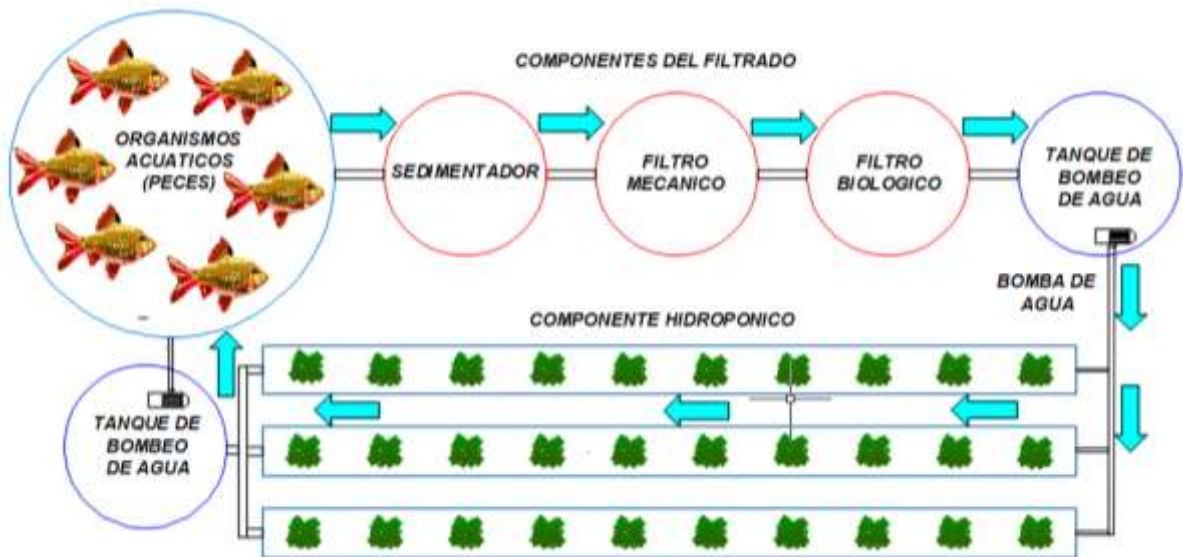 COMPONENTES DEL FILTRADO
ORGANISMOS
ACUATICOS
(PECES)
SEDIMENTADOR
FILTRO
MECANICO
FILTRO
BIOLOGICO
TANQUE DE
BOMBEO
DE AGUA
BOMBA DE
AGUA
COMPONENTE HIDROPONICO
TANQUE DE
BOMBEO
DE AGUA